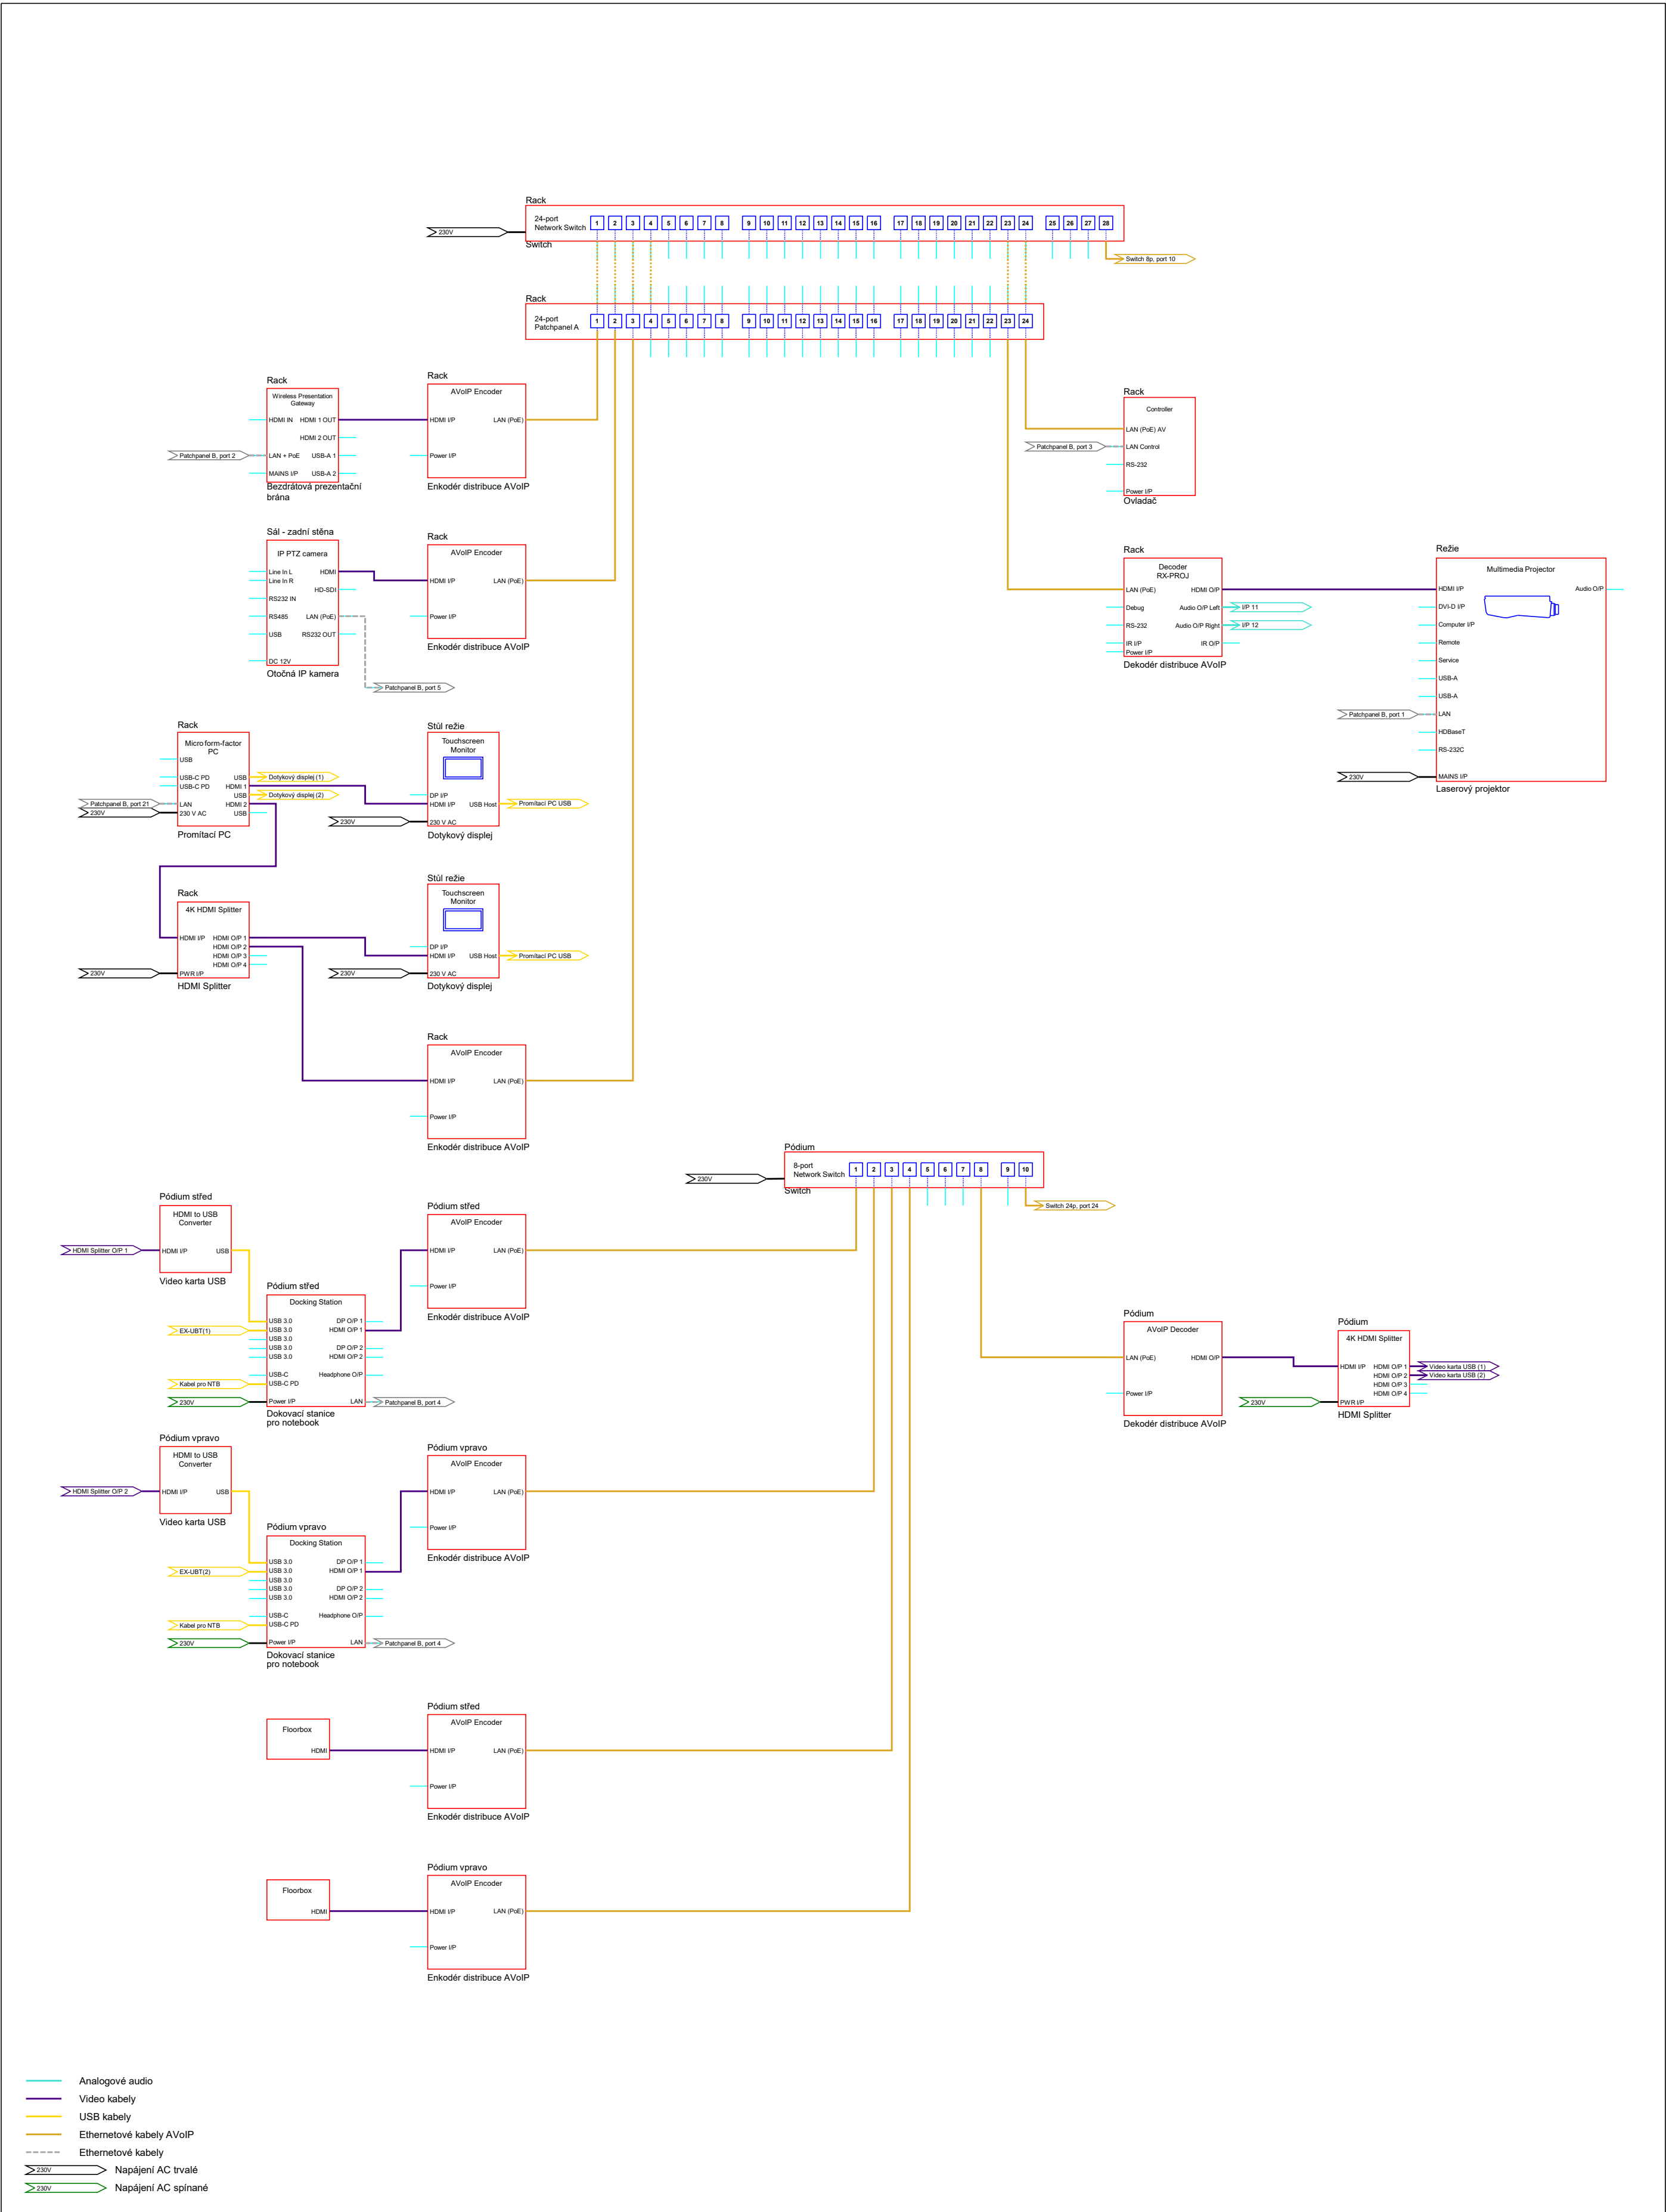 Rack
24-port
Network Switch
1 2 3 4 5 6 7 8 9 10 11 12 13 14 15 16 17 18 19 20 21 22 23 24 25 26 27 28
230V
Switch
Switch 8p, port 10
Rack
24-port
Patchpanel A
1 2 3 4 5 6 7 8 9 10 11 12 13 14 15 16 17 18 19 20 21 22 23 24
Rack
Wireless Presentation
Gateway
HDMI IN HDMI 1 OUT
HDMI 2 OUT
Patchpanel B, port 2
LAN + PoE USB-A 1
MAINS I/P USB-A 2
Bezdrátová prezentační
brána
Rack
AVoIP Encoder
HDMI I/P LAN (PoE)
Power I/P
Enkodér distribuce AVoIP
Rack
Controller
LAN (PoE) AV
Patchpanel B, port 3
LAN Control
RS-232
Power I/P
Ovladač
Sál - zadní stěna
IP PTZ camera
Line In L HDMI
Line In R
HD-SDI
RS232 IN
RS485 LAN (PoE)
USB RS232 OUT
DC 12V
Otočná IP kamera
Patchpanel B, port 5
Rack
AVoIP Encoder
HDMI I/P LAN (PoE)
Power I/P
Enkodér distribuce AVoIP
Rack
Decoder
RX-PROJ
LAN (PoE) HDMI O/P
Debug Audio O/P Left
I/P 11
RS-232 Audio O/P Right
I/P 12
IR I/P IR O/P
Power I/P
Dekodér distribuce AVoIP
Režie
Multimedia Projector
HDMI I/P Audio O/P
DVI-D I/P
Computer I/P
Remote
Service
USB-A
USB-A
Patchpanel B, port 1
LAN
HDBaseT
RS-232C
230V
MAINS I/P
Laserový projektor
Rack
Micro form-factor
PC
USB
USB-C PD USB
Dotykový displej (1)
USB-C PD HDMI 1
USB
Dotykový displej (2)
Patchpanel B, port 21
LAN HDMI 2
230V
230 V AC USB
Promítací PC
Stůl režie
Touchscreen
Monitor
DP I/P
HDMI I/P USB Host
Promítací PC USB
230V
230 V AC
Dotykový displej
Rack
4K HDMI Splitter
HDMI I/P HDMI O/P 1
HDMI O/P 2
HDMI O/P 3
HDMI O/P 4
230V
PWR I/P
HDMI Splitter
Stůl režie
Touchscreen
Monitor
DP I/P
HDMI I/P USB Host
Promítací PC USB
230V
230 V AC
Dotykový displej
Rack
AVoIP Encoder
HDMI I/P LAN (PoE)
Power I/P
Enkodér distribuce AVoIP
Pódium
8-port
Network Switch
1 2 3 4 5 6 7 8 9 10
230V
Switch
Switch 24p, port 24
Pódium střed
HDMI to USB
Converter
HDMI Splitter O/P 1
HDMI I/P USB
Video karta USB
Pódium střed
AVoIP Encoder
HDMI I/P LAN (PoE)
Power I/P
Enkodér distribuce AVoIP
Pódium střed
Docking Station
USB 3.0 DP O/P 1
EX-UBT(1)
USB 3.0 HDMI O/P 1
USB 3.0
USB 3.0 DP O/P 2
USB 3.0 HDMI O/P 2
USB-C Headphone O/P
Kabel pro NTB
USB-C PD
230V
Power I/P LAN
Patchpanel B, port 4
Dokovací stanice
pro notebook
Pódium
AVoIP Decoder
LAN (PoE) HDMI O/P
Power I/P
Dekodér distribuce AVoIP
Pódium
4K HDMI Splitter
HDMI I/P HDMI O/P 1
Video karta USB (1)
HDMI O/P 2
Video karta USB (2)
HDMI O/P 3
HDMI O/P 4
230V
PWR I/P
HDMI Splitter
Pódium vpravo
HDMI to USB
Converter
HDMI Splitter O/P 2
HDMI I/P USB
Video karta USB
Pódium vpravo
AVoIP Encoder
HDMI I/P LAN (PoE)
Power I/P
Enkodér distribuce AVoIP
Pódium vpravo
Docking Station
USB 3.0 DP O/P 1
EX-UBT(2)
USB 3.0 HDMI O/P 1
USB 3.0
USB 3.0 DP O/P 2
USB 3.0 HDMI O/P 2
USB-C Headphone O/P
Kabel pro NTB
USB-C PD
230V
Power I/P LAN
Patchpanel B, port 4
Dokovací stanice
pro notebook
Floorbox
HDMI
Pódium střed
AVoIP Encoder
HDMI I/P LAN (PoE)
Power I/P
Enkodér distribuce AVoIP
Floorbox
HDMI
Pódium vpravo
AVoIP Encoder
HDMI I/P LAN (PoE)
Power I/P
Enkodér distribuce AVoIP
Analogové audio
Video kabely
USB kabely
Ethernetové kabely AVoIP
Ethernetové kabely
230V Napájení AC trvalé
230V Napájení AC spínané